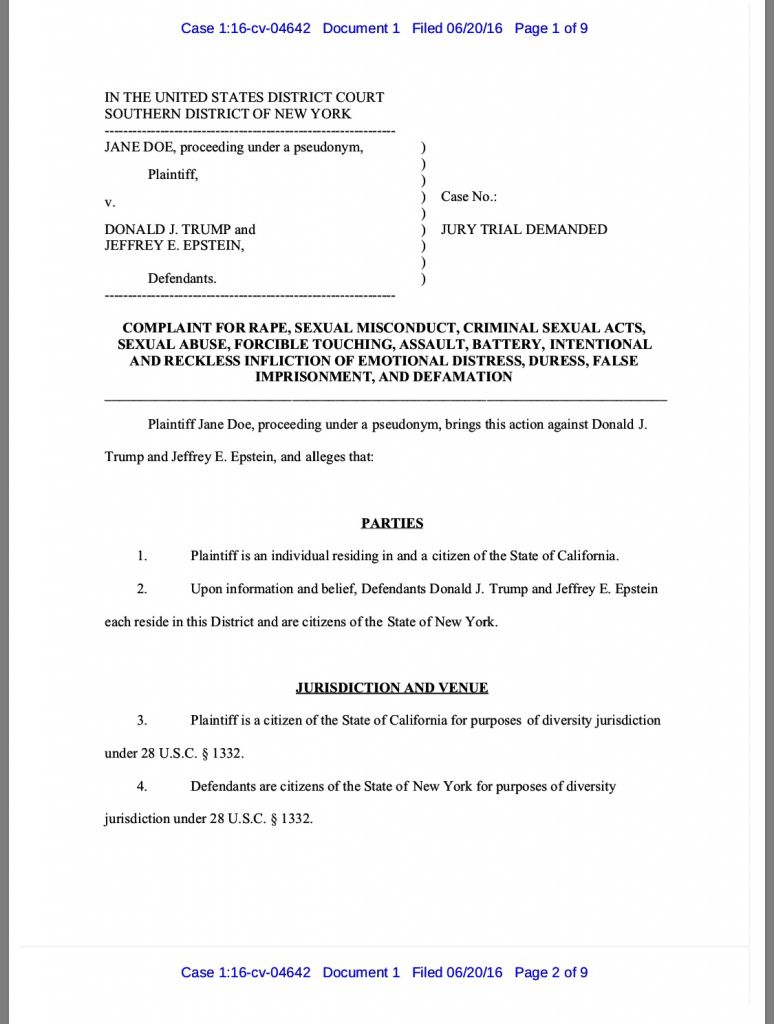 Case 1:16-cv-04642 Document 1 Filed 06/20/16 Page 1 of 9
IN THE UNITED STATES DISTRICT COURT
SOUTHERN DISTRICT OF NEW YORK
----------------------------------------------------------------
JANE DOE, proceeding under a pseudonym, )
)
Plaintiff, )
v. ) Case No.:
)
DONALD J. TRUMP and ) JURY TRIAL DEMANDED
JEFFREY E. EPSTEIN, )
)
Defendants. )
----------------------------------------------------------------
COMPLAINT FOR RAPE, SEXUAL MISCONDUCT, CRIMINAL SEXUAL ACTS,
SEXUAL ABUSE, FORCIBLE TOUCHING, ASSAULT, BATTERY, INTENTIONAL
AND RECKLESS INFLICTION OF EMOTIONAL DISTRESS, DURESS, FALSE
IMPRISONMENT, AND DEFAMATION
Plaintiff Jane Doe, proceeding under a pseudonym, brings this action against Donald J.
Trump and Jeffrey E. Epstein, and alleges that:
PARTIES
1. Plaintiff is an individual residing in and a citizen of the State of California.
2. Upon information and belief, Defendants Donald J. Trump and Jeffrey E. Epstein
each reside in this District and are citizens of the State of New York.
JURISDICTION AND VENUE
3. Plaintiff is a citizen of the State of California for purposes of diversity jurisdiction
under 28 U.S.C. § 1332.
4. Defendants are citizens of the State of New York for purposes of diversity
jurisdiction under 28 U.S.C. § 1332.
Case 1:16-cv-04642 Document 1 Filed 06/20/16 Page 2 of 9